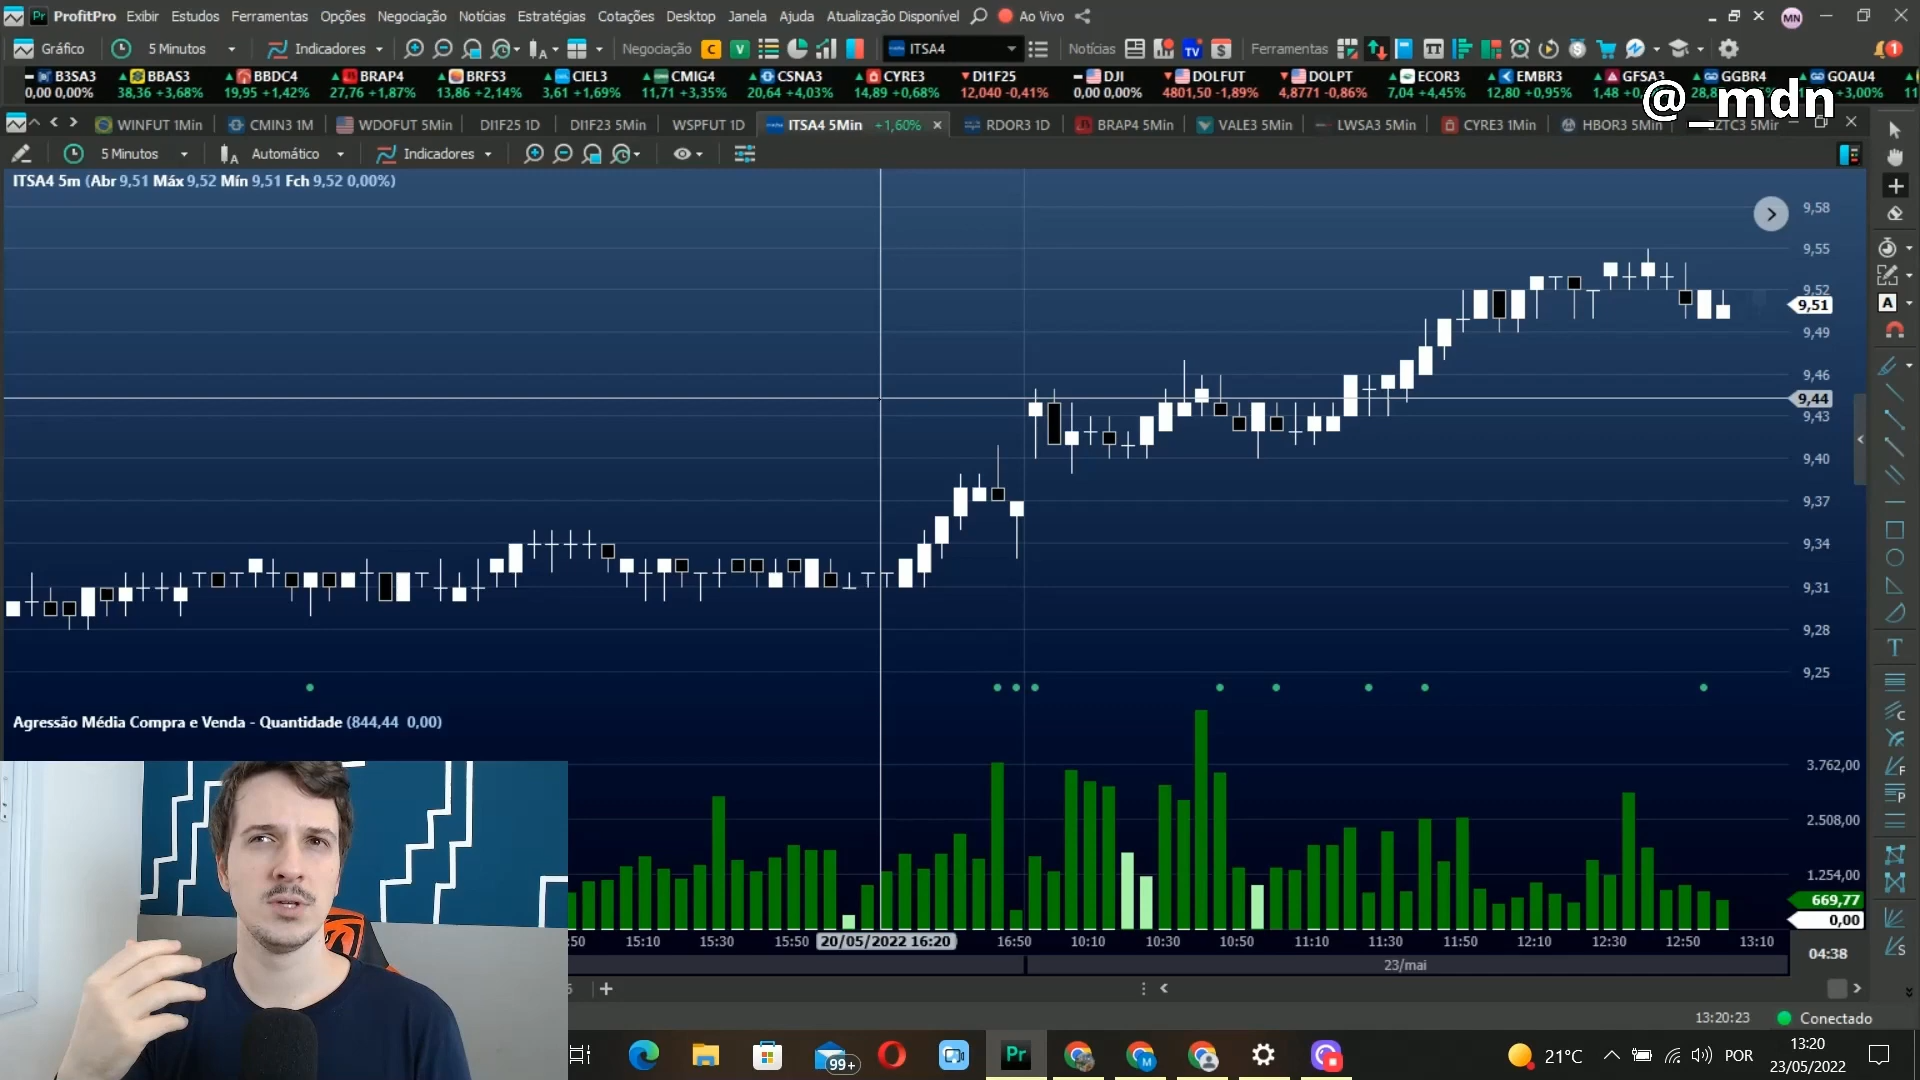 ProfitPro Exibir Estudos Ferramentas Opções Negociação Notícias Estratégias Cotações Desktop Janela Ajuda Atualização Disponível Ao Vivo MN
Gráfico 5 Minutos Indicadores Negociação C V ITSA4 Notícias TV Ferramentas 1
B3SA3 BBAS3 BBDC4 BRAP4 BRFS3 CIEL3 CMIG4 CSNA3 CYRE3 DI1F25 DJI DOLFUT DOLPT ECOR3 EMBR3 GFSA3 GGBR4 GOAU4
0,00 0,00% 38,36 +3,68% 19,95 +1,42% 27,76 +1,87% 13,86 +2,14% 3,61 +1,69% 11,71 +3,35% 20,64 +4,03% 14,89 +0,68% 12,040 -0,41% 0,00 0,00% 4801,50 -1,89% 4,8771 -0,86% 7,04 +4,45% 12,80 +0,95% 1,48 +3,00%
@_mdn
WINFUT 1Min CMIN3 1M WDOFUT 5Min DI1F25 1D DI1F23 5Min WSPFUT 1D ITSA4 5Min +1,60% RDOR3 1D BRAP4 5Min VALE3 5Min LWSA3 5Min CYRE3 1Min HBOR3 5Min
5 Minutos Automático Indicadores
ITSA4 5m (Abr 9,51 Máx 9,52 Mín 9,51 Fch 9,52 0,00%)
9,58
9,55
9,52
9,51
9,49
9,46
9,44
9,43
9,40
9,37
9,34
9,31
9,28
9,25
Agressão Média Compra e Venda - Quantidade (844,44 0,00)
3.762,00
2.508,00
1.254,00
669,77
0,00
:50 15:10 15:30 15:50 20/05/2022 16:20 16:50 10:10 10:30 10:50 11:10 11:30 11:50 12:10 12:30 12:50 13:10
04:38
23/mai
13:20:23 Conectado
99+ Pr 21°C POR 13:20
23/05/2022